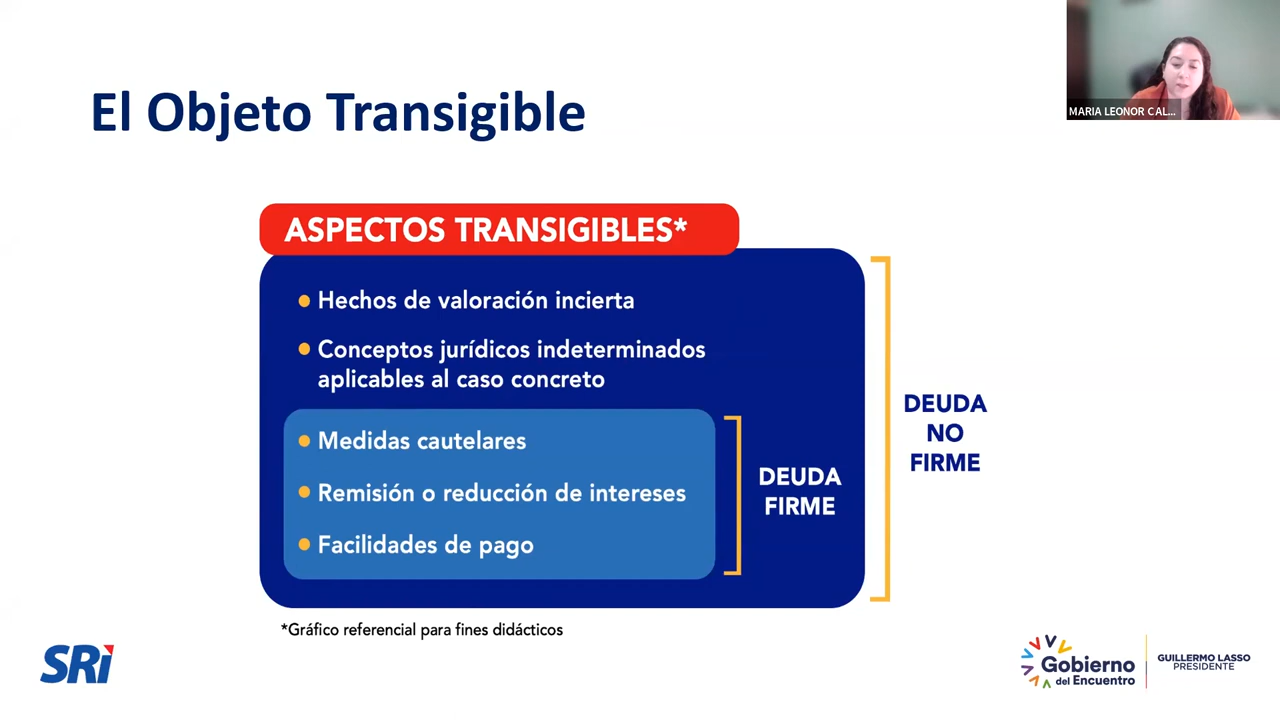 MARIA LEONOR CAL...
El Objeto Transigible
ASPECTOS TRANSIGIBLES*
Hechos de valoración incierta
Conceptos jurídicos indeterminados
aplicables al caso concreto
Medidas cautelares
Remisión o reducción de intereses
Facilidades de pago
DEUDA
FIRME
DEUDA
NO
FIRME
*Gráfico referencial para fines didácticos
SRi
Gobierno
del Encuentro
GUILLERMO LASSO
PRESIDENTE